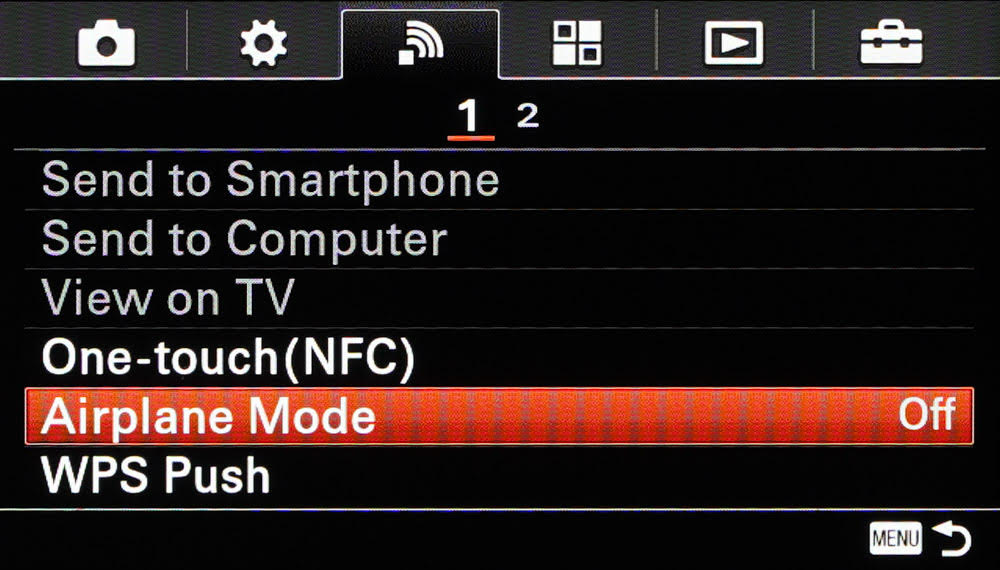 1 2
Send to Smartphone
Send to Computer
View on TV
One-touch(NFC)
Airplane Mode Off
WPS Push
MENU